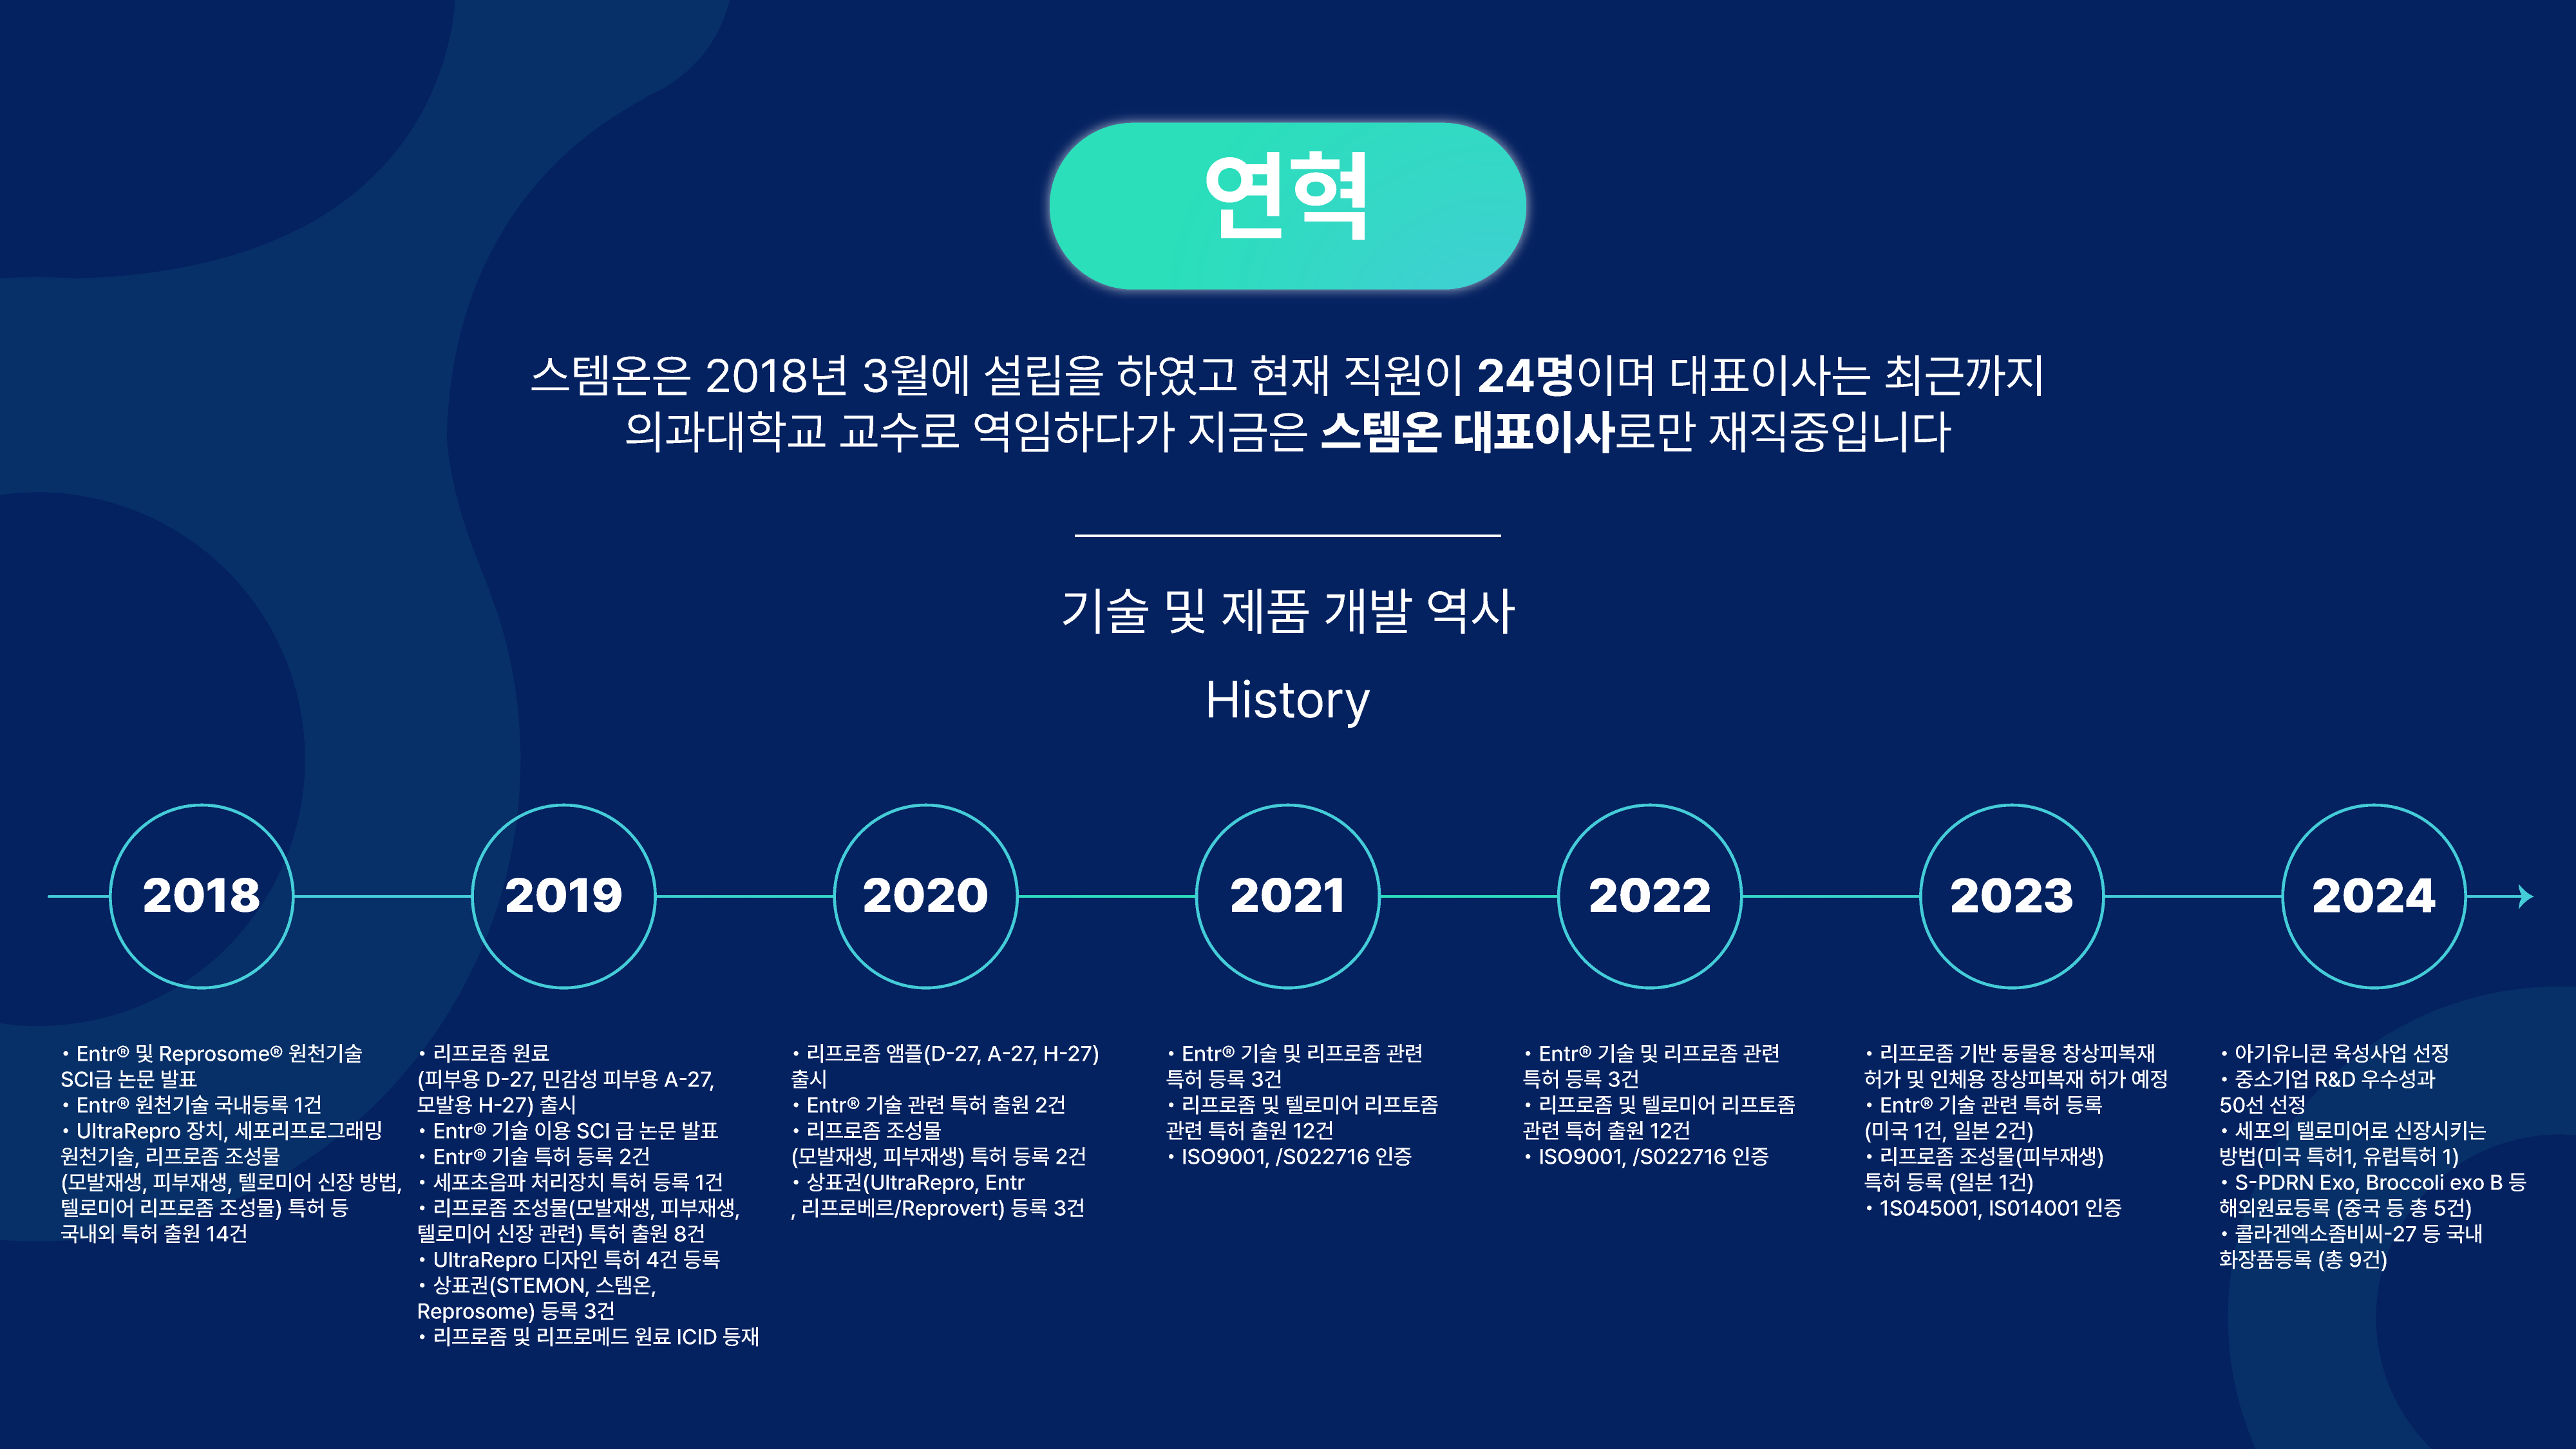 연혁
스템온은 2018년 3월에 설립을 하였고 현재 직원이 24명이며 대표이사는 최근까지
의과대학교 교수로 역임하다가 지금은 스템온 대표이사로만 재직중입니다
기술 및 제품 개발 역사
History
2018
2019
2020
2021
2022
2023
2024
• Entr® 및 Reprosome® 원천기술
SCI급 논문 발표
• Entr® 원천기술 국내등록 1건
• UltraRepro 장치, 세포리프로그래밍
원천기술, 리프로좀 조성물
(모발재생, 피부재생, 텔로미어 신장 방법,
텔로미어 리프로좀 조성물) 특허 등
국내외 특허 출원 14건
• 리프로좀 원료
(피부용 D-27, 민감성 피부용 A-27,
모발용 H-27) 출시
• Entr® 기술 이용 SCI 급 논문 발표
• Entr® 기술 특허 등록 2건
• 세포초음파 처리장치 특허 등록 1건
• 리프로좀 조성물(모발재생, 피부재생,
텔로미어 신장 관련) 특허 출원 8건
• UltraRepro 디자인 특허 4건 등록
• 상표권(STEMON, 스템온,
Reprosome) 등록 3건
• 리프로좀 및 리프로메드 원료 ICID 등재
• 리프로좀 앰플(D-27, A-27, H-27)
출시
• Entr® 기술 관련 특허 출원 2건
• 리프로좀 조성물
(모발재생, 피부재생) 특허 등록 2건
• 상표권(UltraRepro, Entr
, 리프로베르/Reprovert) 등록 3건
• Entr® 기술 및 리프로좀 관련
특허 등록 3건
• 리프로좀 및 텔로미어 리프토좀
관련 특허 출원 12건
• ISO9001, /S022716 인증
• Entr® 기술 및 리프로좀 관련
특허 등록 3건
• 리프로좀 및 텔로미어 리프토좀
관련 특허 출원 12건
• ISO9001, /S022716 인증
• 리프로좀 기반 동물용 창상피복재
허가 및 인체용 장상피복재 허가 예정
• Entr® 기술 관련 특허 등록
(미국 1건, 일본 2건)
• 리프로좀 조성물(피부재생)
특허 등록 (일본 1건)
• 1S045001, IS014001 인증
• 아기유니콘 육성사업 선정
• 중소기업 R&D 우수성과
50선 선정
• 세포의 텔로미어로 신장시키는
방법(미국 특허1, 유럽특허 1)
• S-PDRN Exo, Broccoli exo B 등
해외원료등록 (중국 등 총 5건)
• 콜라겐엑소좀비씨-27 등 국내
화장품등록 (총 9건)